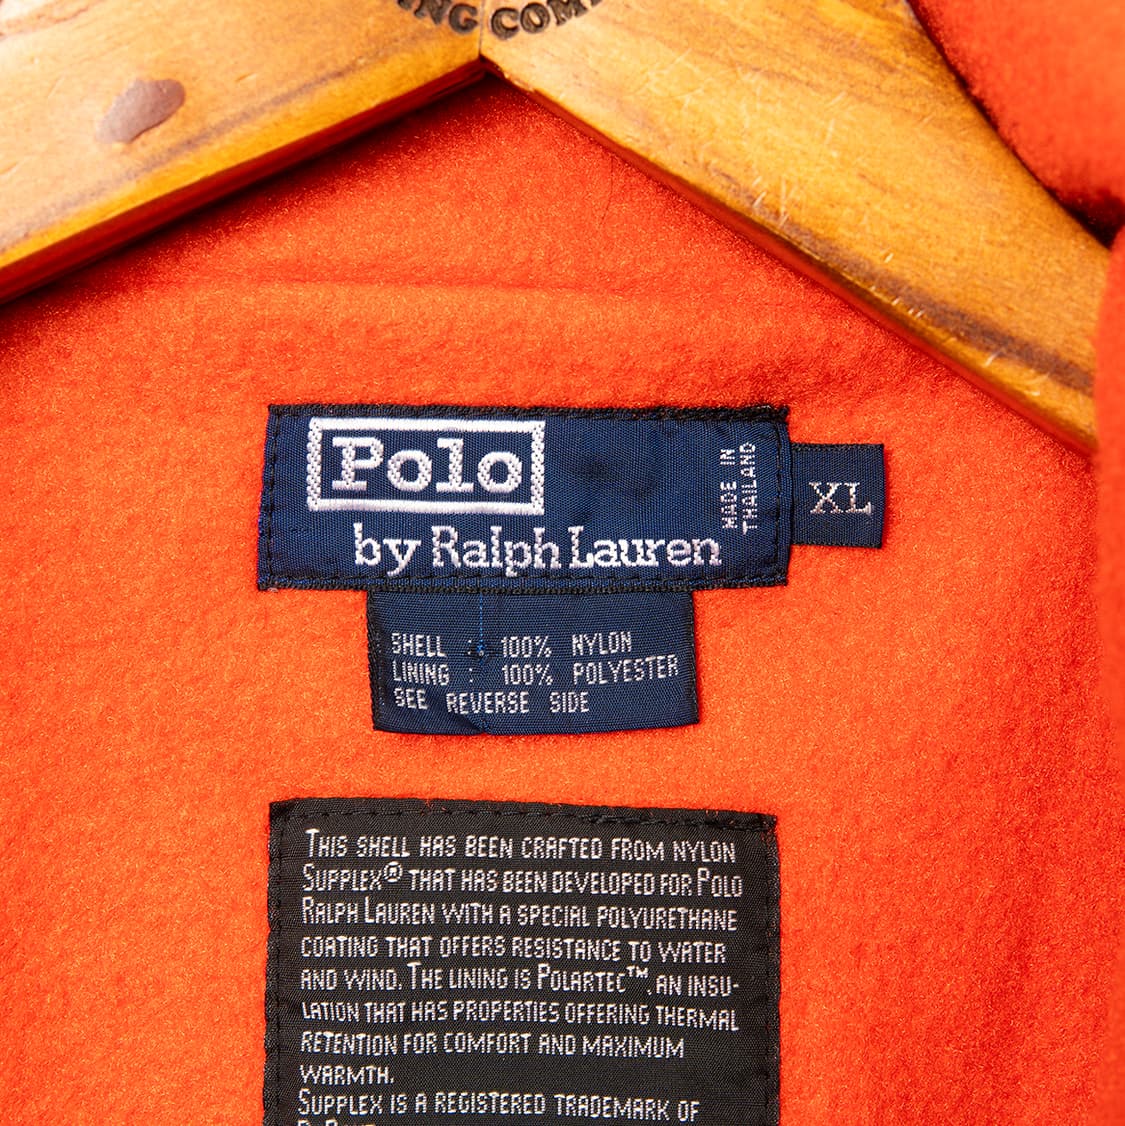 NG COM
Polo
by Ralph Lauren
MADE IN
THAILAND
XL
SHELL : 100% NYLON
LINING : 100% POLYESTER
SEE REVERSE SIDE
THIS SHELL HAS BEEN CRAFTED FROM NYLON
SUPPLEX® THAT HAS BEEN DEVELOPED FOR POLO
RALPH LAUREN WITH A SPECIAL POLYURETHANE
COATING THAT OFFERS RESISTANCE TO WATER
AND WIND. THE LINING IS POLARTEC™, AN INSU-
LATION THAT HAS PROPERTIES OFFERING THERMAL
RETENTION FOR COMFORT AND MAXIMUM
WARMTH.
SUPPLEX IS A REGISTERED TRADEMARK OF